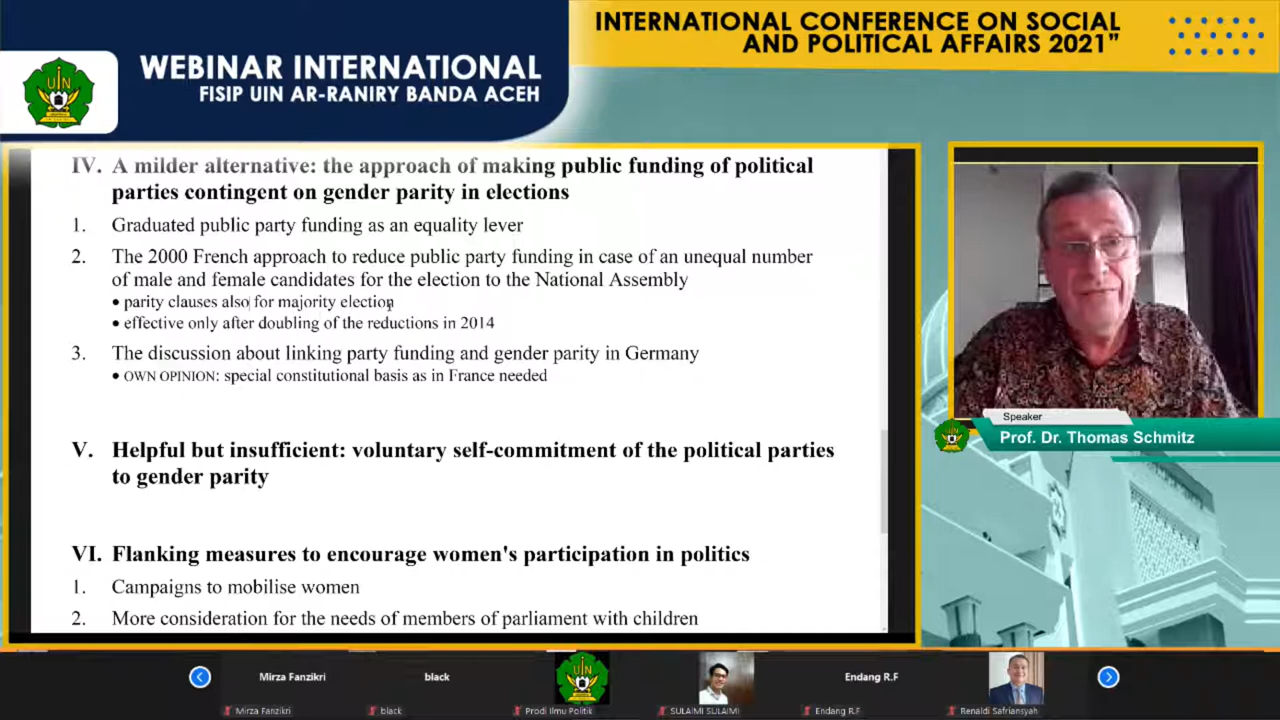 INTERNATIONAL CONFERENCE ON SOCIAL
AND POLITICAL AFFAIRS 2021”
WEBINAR INTERNATIONAL
FISIP UIN AR-RANIRY BANDA ACEH
UIN
IV. A milder alternative: the approach of making public funding of political
parties contingent on gender parity in elections
1. Graduated public party funding as an equality lever
2. The 2000 French approach to reduce public party funding in case of an unequal number
of male and female candidates for the election to the National Assembly
• parity clauses also for majority election
• effective only after doubling of the reductions in 2014
3. The discussion about linking party funding and gender parity in Germany
• OWN OPINION: special constitutional basis as in France needed
V. Helpful but insufficient: voluntary self-commitment of the political parties
to gender parity
VI. Flanking measures to encourage women's participation in politics
1. Campaigns to mobilise women
2. More consideration for the needs of members of parliament with children
Speaker
Prof. Dr. Thomas Schmitz
Mirza Fanzikri
black
UIN
Endang R.F
Mirza Fanzikri
black
Prodi Ilmu Politik
SULAIMI SULAIMI
Endang R.F
Renaldi Safriansyah